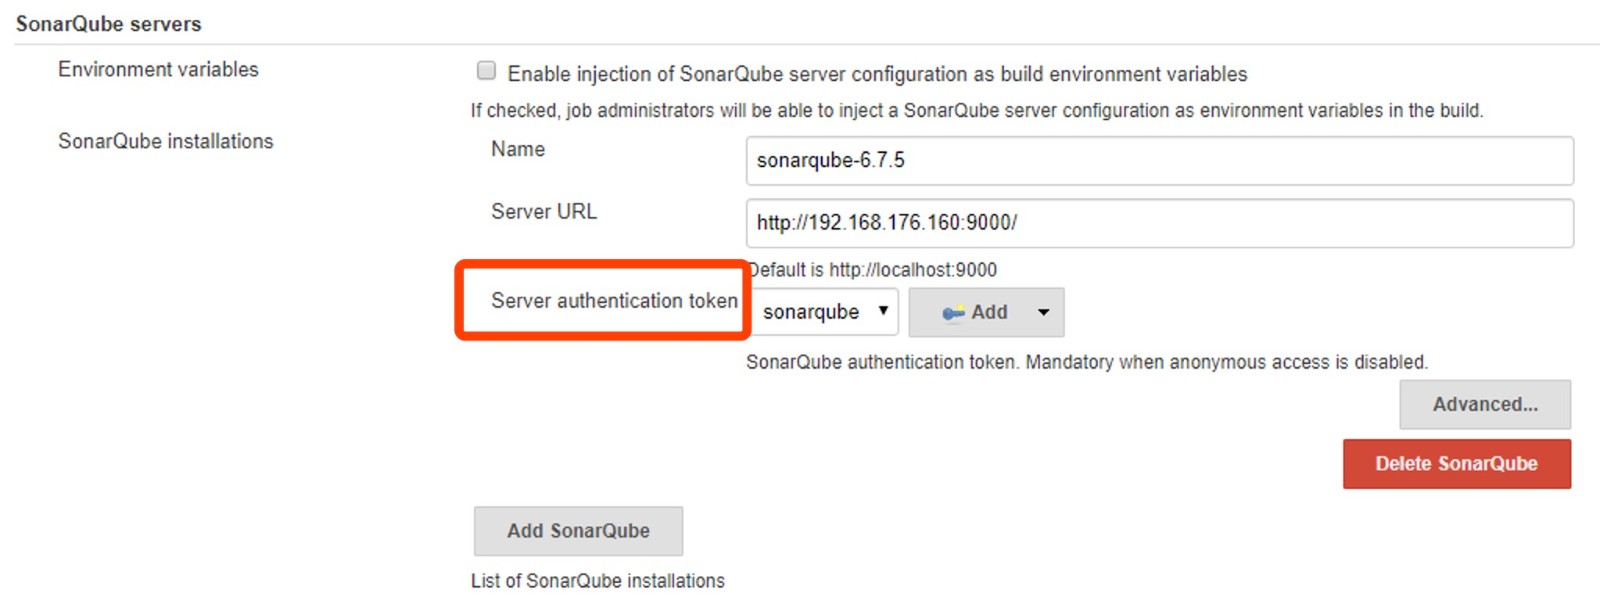 SonarQube servers
Environment variables
Enable injection of SonarQube server configuration as build environment variables
If checked, job administrators will be able to inject a SonarQube server configuration as environment variables in the build.
SonarQube installations
Name
sonarqube-6.7.5
Server URL
http://192.168.176.160:9000/
Default is http://localhost:9000
Server authentication token
sonarqube
Add
SonarQube authentication token. Mandatory when anonymous access is disabled.
Advanced...
Delete SonarQube
Add SonarQube
List of SonarQube installations